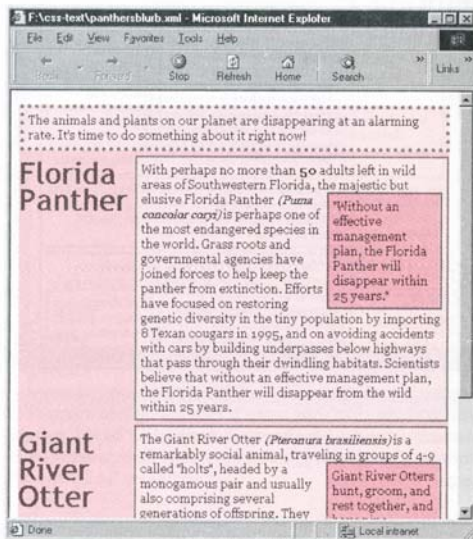 F:\css-text\panthersblurb.xml - Microsoft Internet Explorer
File Edit View Favorites Tools Help
Back Forward Stop Refresh Home Search » Links »
The animals and plants on our planet are disappearing at an alarming
rate. It's time to do something about it right now!
Florida
Panther
With perhaps no more than 50 adults left in wild
areas of Southwestern Florida, the majestic but
elusive Florida Panther (Puma
concolor coryi) is perhaps one of
the most endangered species in
the world. Grass roots and
governmental agencies have
joined forces to help keep the
panther from extinction. Efforts
have focused on restoring
genetic diversity in the tiny population by importing
8 Texan cougars in 1995, and on avoiding accidents
with cars by building underpasses below highways
that pass through their dwindling habitats. Scientists
believe that without an effective management plan,
the Florida Panther will disappear from the wild
within 25 years.
"Without an
effective
management
plan, the Florida
Panther will
disappear within
25 years."
Giant
River
Otter
The Giant River Otter (Pteronura brasiliensis) is a
remarkably social animal, traveling in groups of 4-9
called "holts", headed by a
monogamous pair and usually
also comprising several
generations of offspring. They
Giant River Otters
hunt, groom, and
rest together, and
Done
Local intranet